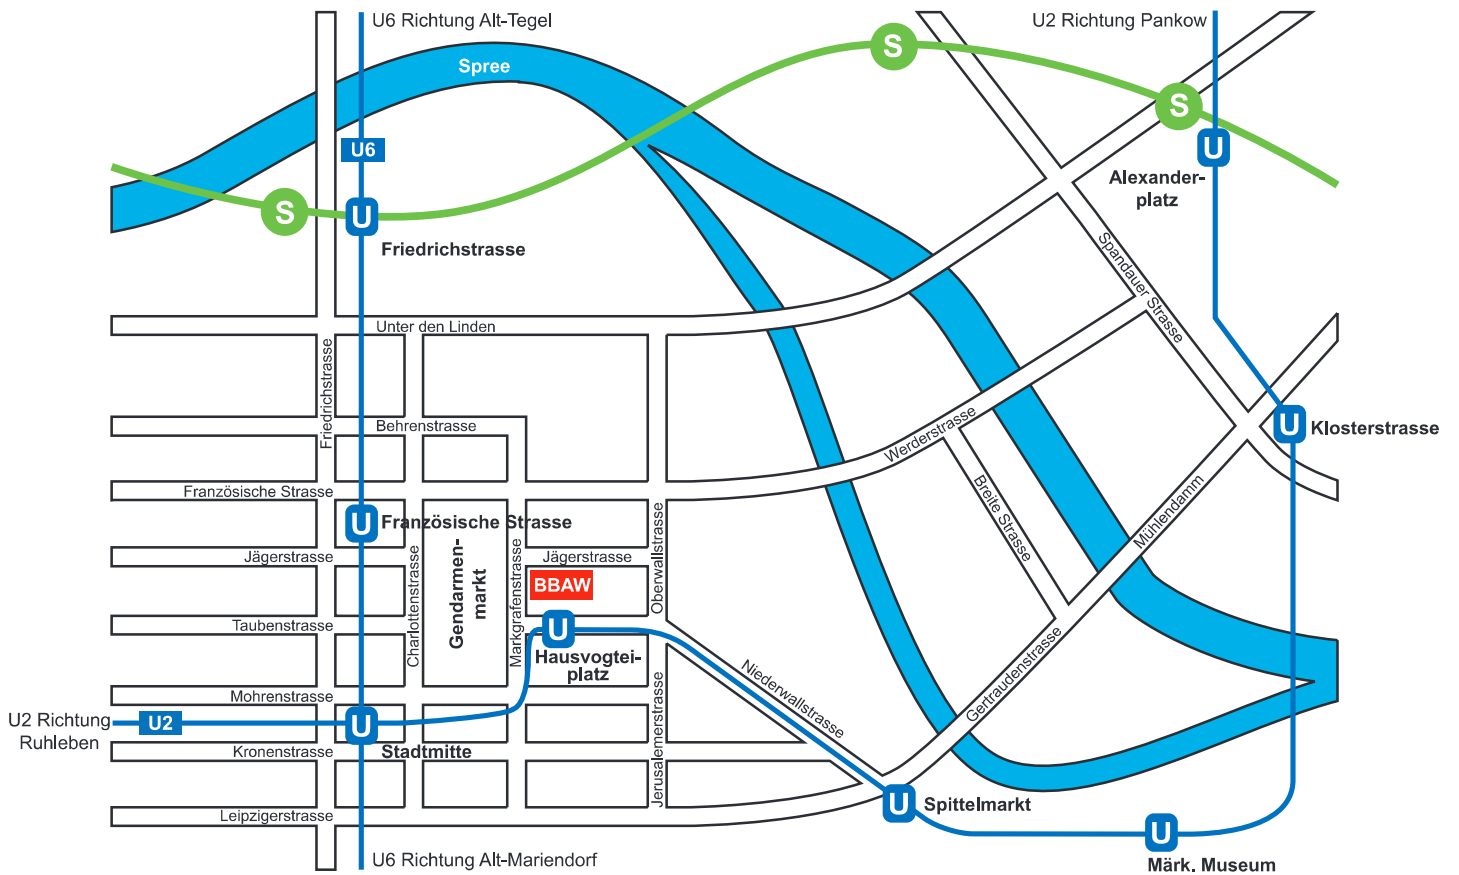 U6 Richtung Alt-Tegel
U2 Richtung Pankow
S
Spree
S
U6
U
Alexander-
platz
S
U
Friedrichstrasse
Spandauer Strasse
Unter den Linden
Friedrichstrasse
Behrenstrasse
Werderstrasse
U
Klosterstrasse
Französische Strasse
U
Französische Strasse
Breite Strasse
Mühlendamm
Jägerstrasse
Charlottenstrasse
Gendarmen-
markt
Markgrafenstrasse
Jägerstrasse
BBAW
Oberwallstrasse
Taubenstrasse
U
Hausvogtei-
platz
Niederwallstrasse
Gertraudenstrasse
Mohrenstrasse
U2 Richtung
Ruhleben
U2
U
Stadtmitte
Kronenstrasse
Jerusalemerstrasse
Leipzigerstrasse
U
Spittelmarkt
U
Märk. Museum
U6 Richtung Alt-Mariendorf